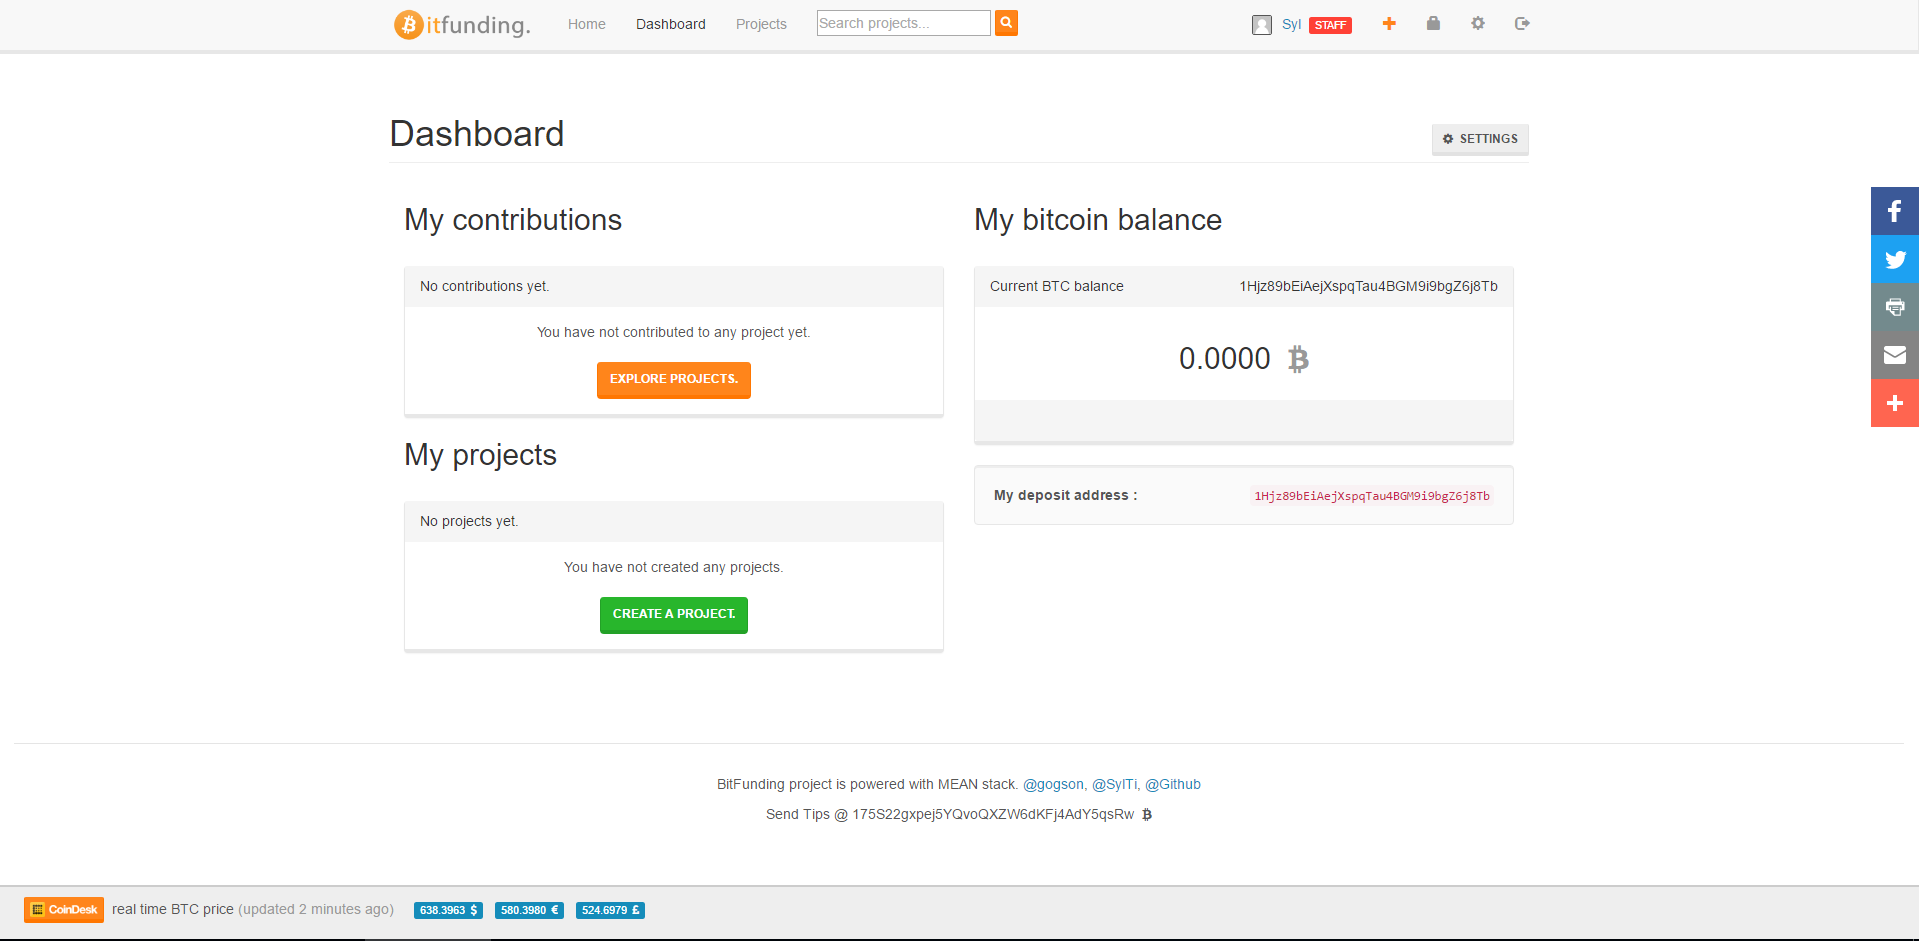 itfunding. Home Dashboard Projects Search projects... Syl STAFF
Dashboard
SETTINGS
My contributions
No contributions yet.
You have not contributed to any project yet.
EXPLORE PROJECTS.
My projects
No projects yet.
You have not created any projects.
CREATE A PROJECT.
My bitcoin balance
Current BTC balance 1Hjz89bEiAejXspqTau4BGM9i9bgZ6j8Tb
0.0000
My deposit address : 1Hjz89bEiAejXspqTau4BGM9i9bgZ6j8Tb
BitFunding project is powered with MEAN stack. @gogson, @SylTi, @Github
Send Tips @ 175S22gxpej5YQvoQXZW6dKFj4AdY5qsRw
CoinDesk real time BTC price (updated 2 minutes ago) 638.3963 $ 580.3980 € 524.6979 £